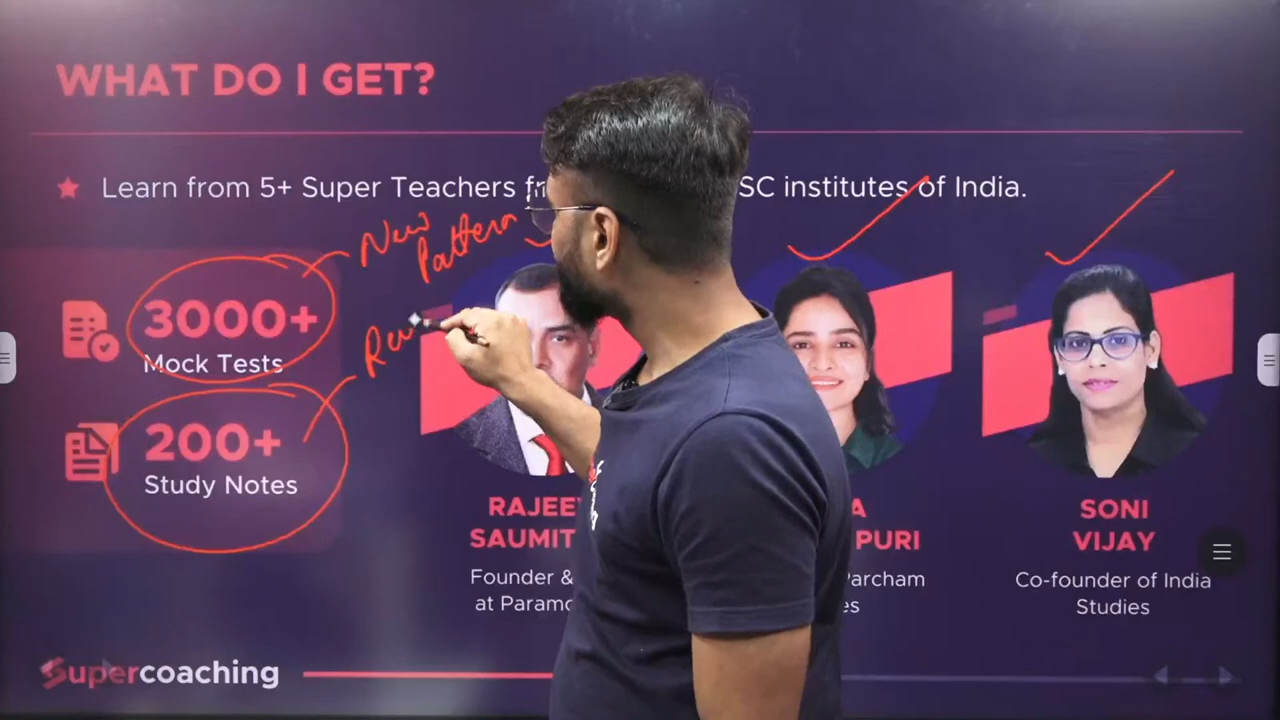 WHAT DO I GET?
Learn from 5+ Super Teachers SC institutes of India.
New
Pattern
3000+
Mock Tests
200+
Study Notes
RAJEE
SAUMIT
Founder &
at Paramo
A
PURI
Parcham
es
SONI
VIJAY
Co-founder of India
Studies
Supercoaching